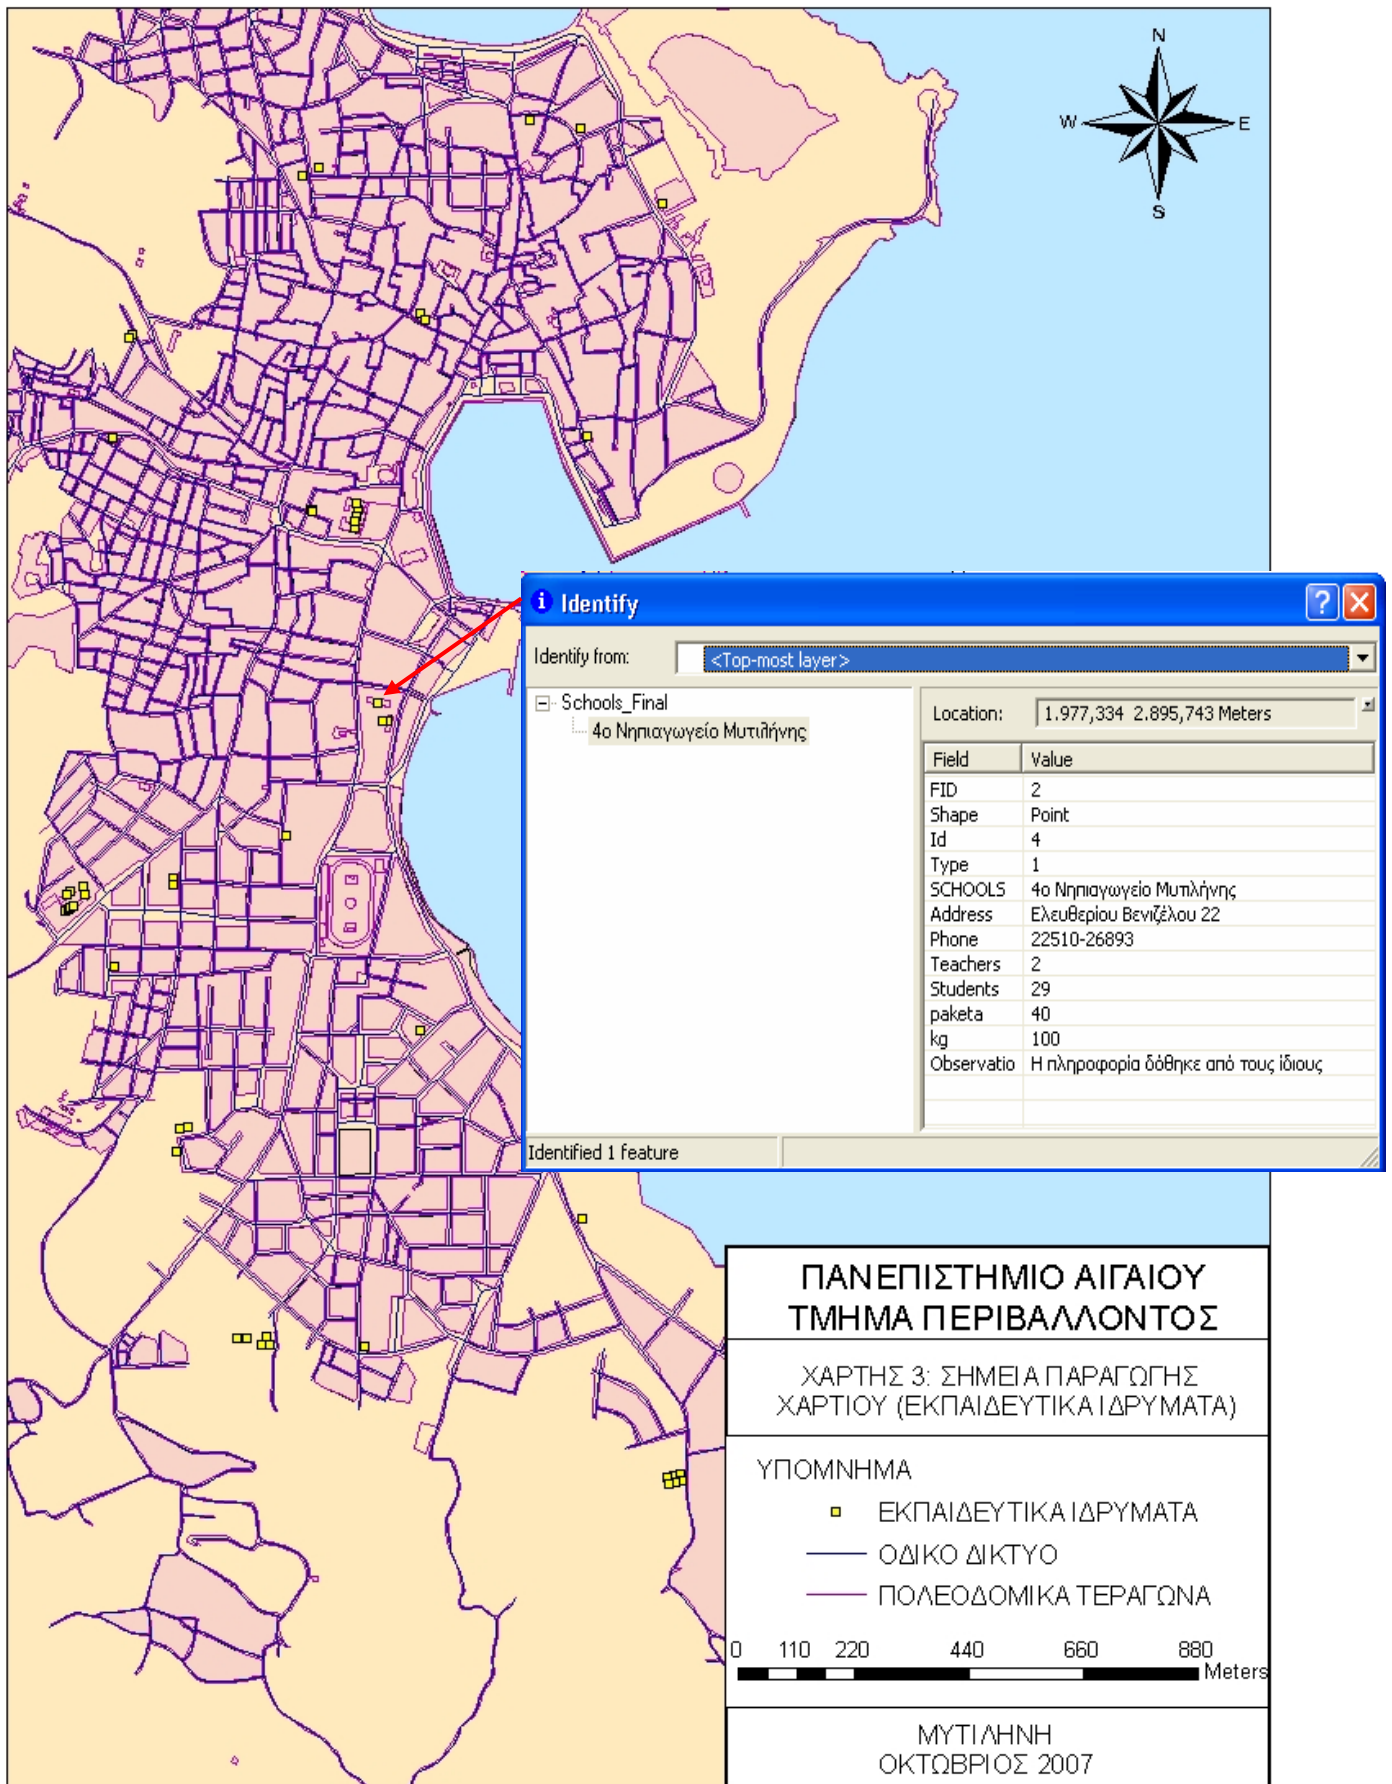 N
W
E
S
Identify
Identify from:
<Top-most layer>
Schools_Final
4ο Νηπιαγωγείο Μυτιλήνης
Location:
1.977,334 2.895,743 Meters
Field Value
FID 2
Shape Point
Id 4
Type 1
SCHOOLS 4ο Νηπιαγωγείο Μυτιλήνης
Address Ελευθερίου Βενιζέλου 22
Phone 22510-26893
Teachers 2
Students 29
paketa 40
kg 100
Observatio Η πληροφορία δόθηκε από τους ίδιους
Identified 1 feature
ΠΑΝΕΠΙΣΤΗΜΙΟ ΑΙΓΑΙΟΥ
ΤΜΗΜΑ ΠΕΡΙΒΑΛΛΟΝΤΟΣ
ΧΑΡΤΗΣ 3: ΣΗΜΕΙΑ ΠΑΡΑΓΩΓΗΣ
ΧΑΡΤΙΟΥ (ΕΚΠΑΙΔΕΥΤΙΚΑ ΙΔΡΥΜΑΤΑ)
ΥΠΟΜΝΗΜΑ
ΕΚΠΑΙΔΕΥΤΙΚΑ ΙΔΡΥΜΑΤΑ
ΟΔΙΚΟ ΔΙΚΤΥΟ
ΠΟΛΕΟΔΟΜΙΚΑ ΤΕΡΑΓΩΝΑ
0 110 220 440 660 880
Meters
ΜΥΤΙΛΗΝΗ
ΟΚΤΩΒΡΙΟΣ 2007